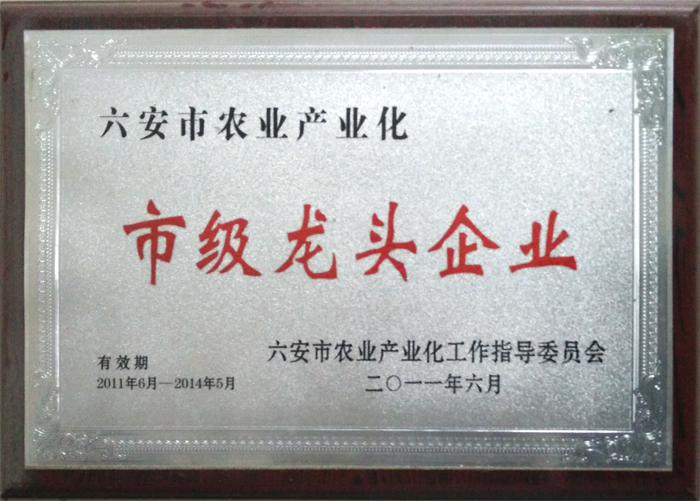 六安市农业产业化
市级龙头企业
有效期
2011年6月—2014年5月
六安市农业产业化工作指导委员会
二〇一一年六月